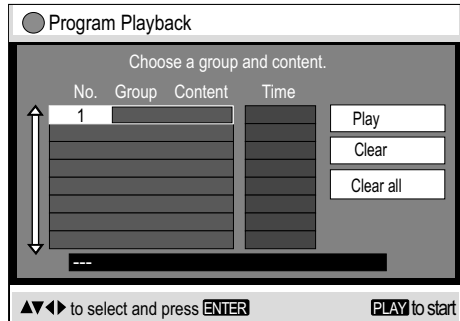 Program Playback
Choose a group and content.
No. Group Content Time
1
Play
Clear
Clear all
---
▲▼◀▶ to select and press ENTER PLAY to start